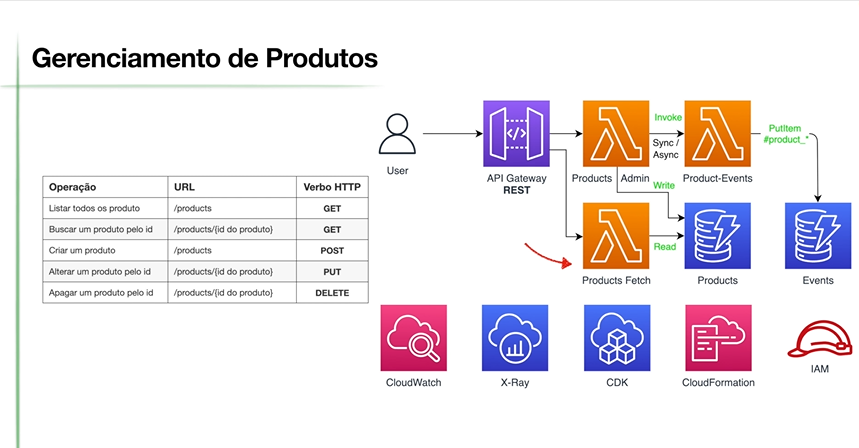 Gerenciamento de Produtos
Operação URL Verbo HTTP
Listar todos os produto /products GET
Buscar um produto pelo id /products/{id do produto} GET
Criar um produto /products POST
Alterar um produto pelo id /products/{id do produto} PUT
Apagar um produto pelo id /products/{id do produto} DELETE
User
API Gateway
REST
Products Admin
Invoke
Sync /
Async
Product-Events
PutItem
#product_*
Write
Read
Products Fetch
Products
Events
CloudWatch
X-Ray
CDK
CloudFormation
IAM